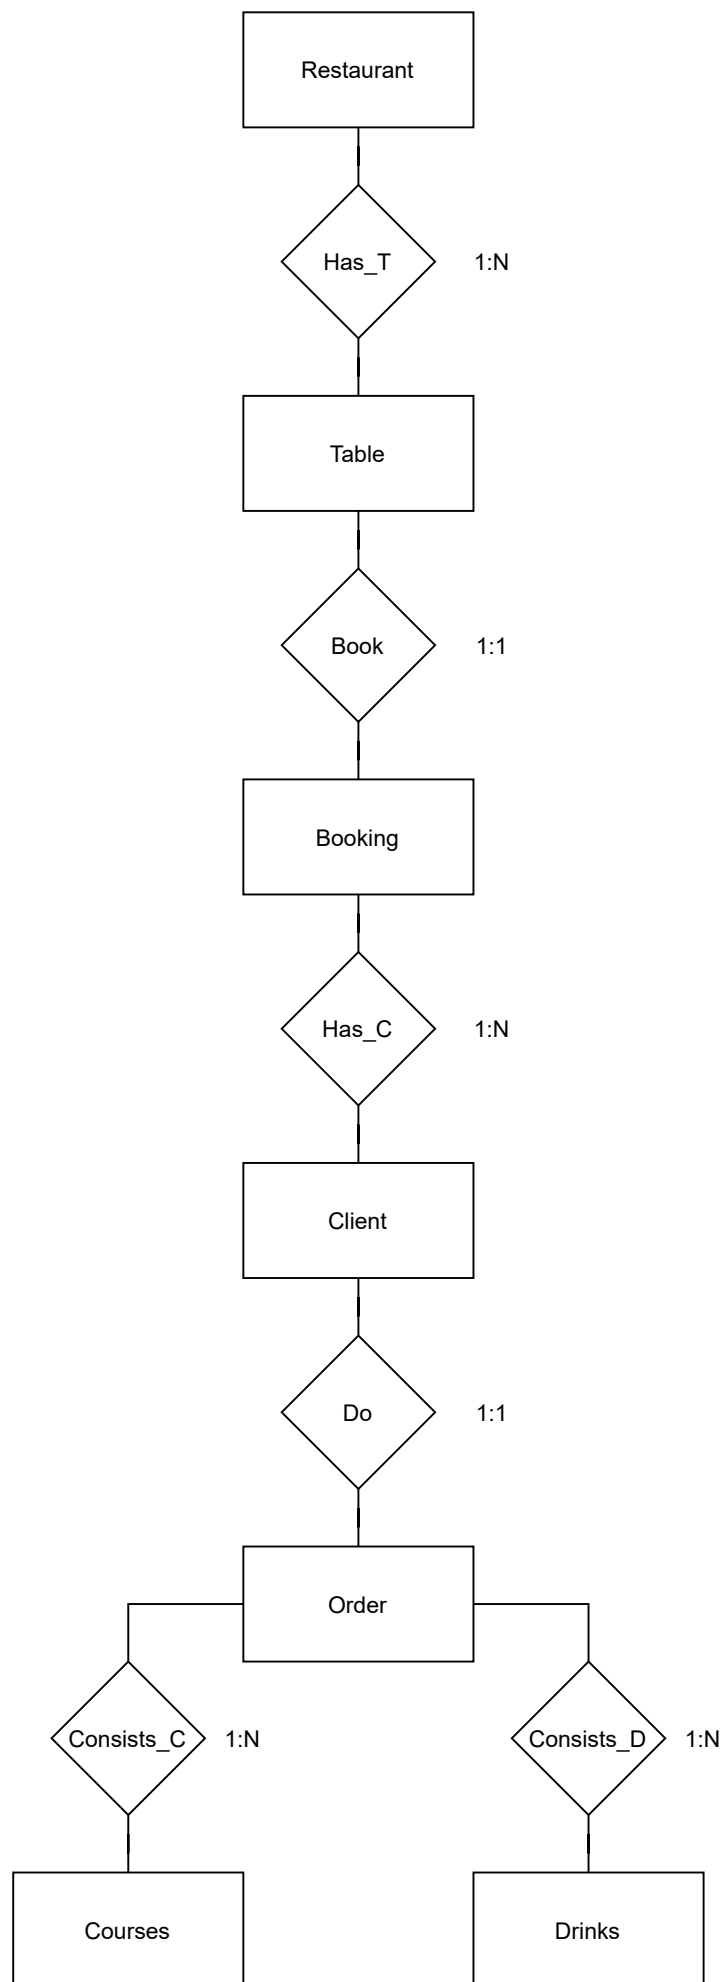 Restaurant
Has_T 1:N
Table
Book 1:1
Booking
Has_C 1:N
Client
Do 1:1
Order
Consists_C 1:N Consists_D 1:N
Courses Drinks